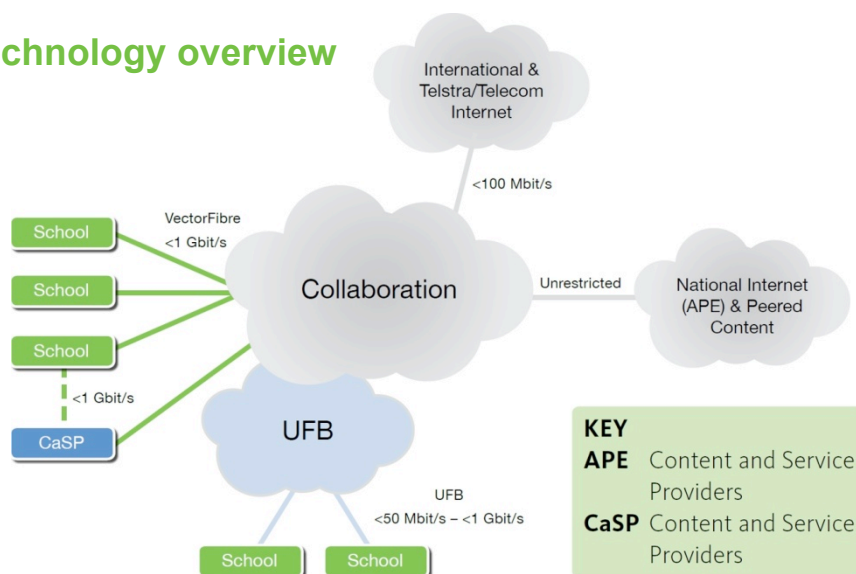 chnology overview
International &
Telstra/Telecom
Internet
<100 Mbit/s
VectorFibre
<1 Gbit/s
School
School
School
<1 Gbit/s
CaSP
Collaboration
Unrestricted
National Internet
(APE) & Peered
Content
UFB
UFB
<50 Mbit/s – <1 Gbit/s
School
School
KEY
APE Content and Service
Providers
CaSP Content and Service
Providers